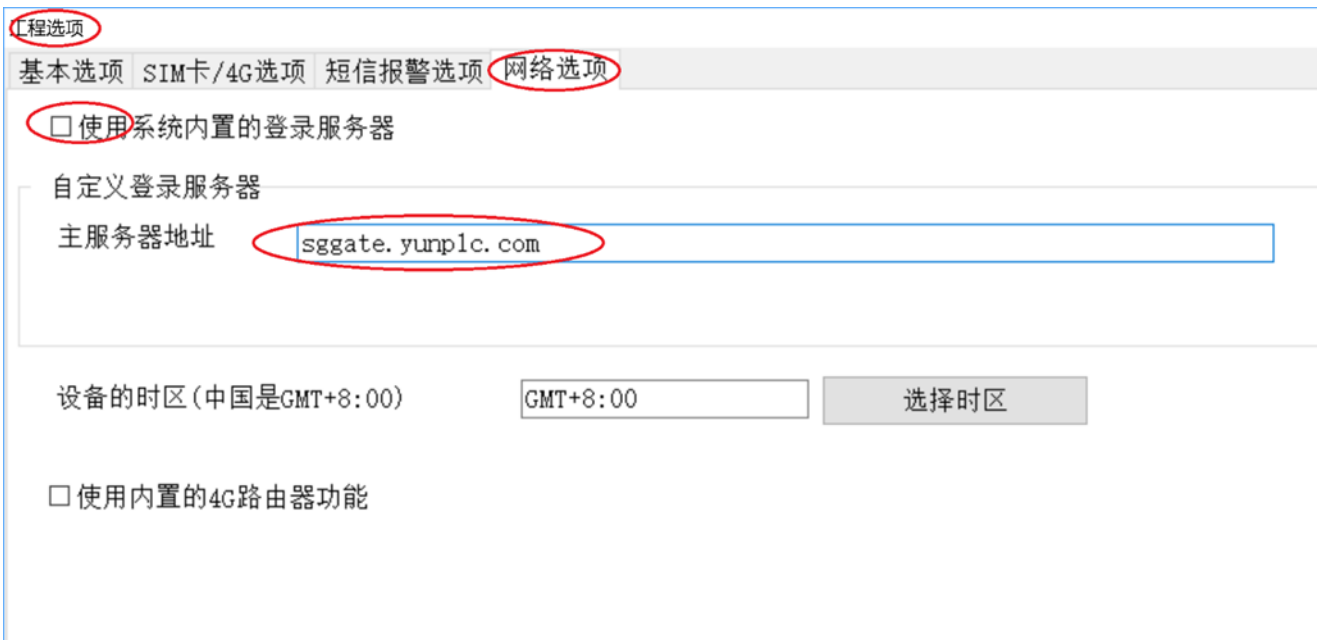 工程选项
基本选项 SIM卡/4G选项 短信报警选项 网络选项
使用系统内置的登录服务器
自定义登录服务器
主服务器地址 sggate.yunplc.com
设备的时区(中国是GMT+8:00) GMT+8:00 选择时区
使用内置的4G路由器功能